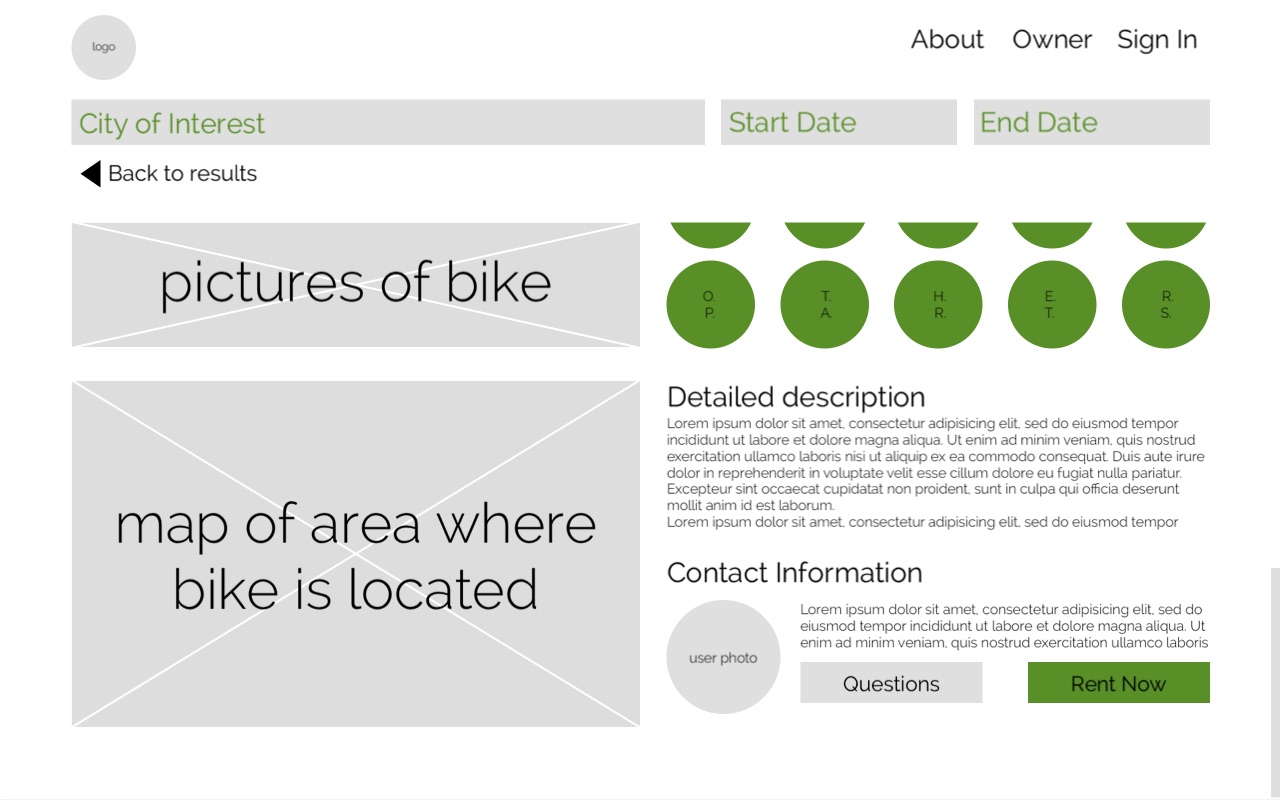 logo
About Owner Sign In
City of Interest
Start Date
End Date
Back to results
pictures of bike
O.
P.
T.
A.
H.
R.
E.
T.
R.
S.
map of area where
bike is located
Detailed description
Lorem ipsum dolor sit amet, consectetur adipisicing elit, sed do eiusmod tempor
incididunt ut labore et dolore magna aliqua. Ut enim ad minim veniam, quis nostrud
exercitation ullamco laboris nisi ut aliquip ex ea commodo consequat. Duis aute irure
dolor in reprehenderit in voluptate velit esse cillum dolore eu fugiat nulla pariatur.
Excepteur sint occaecat cupidatat non proident, sunt in culpa qui officia deserunt
mollit anim id est laborum.
Lorem ipsum dolor sit amet, consectetur adipisicing elit, sed do eiusmod tempor
Contact Information
user photo
Lorem ipsum dolor sit amet, consectetur adipisicing elit, sed do
eiusmod tempor incididunt ut labore et dolore magna aliqua. Ut
enim ad minim veniam, quis nostrud exercitation ullamco laboris
Questions
Rent Now